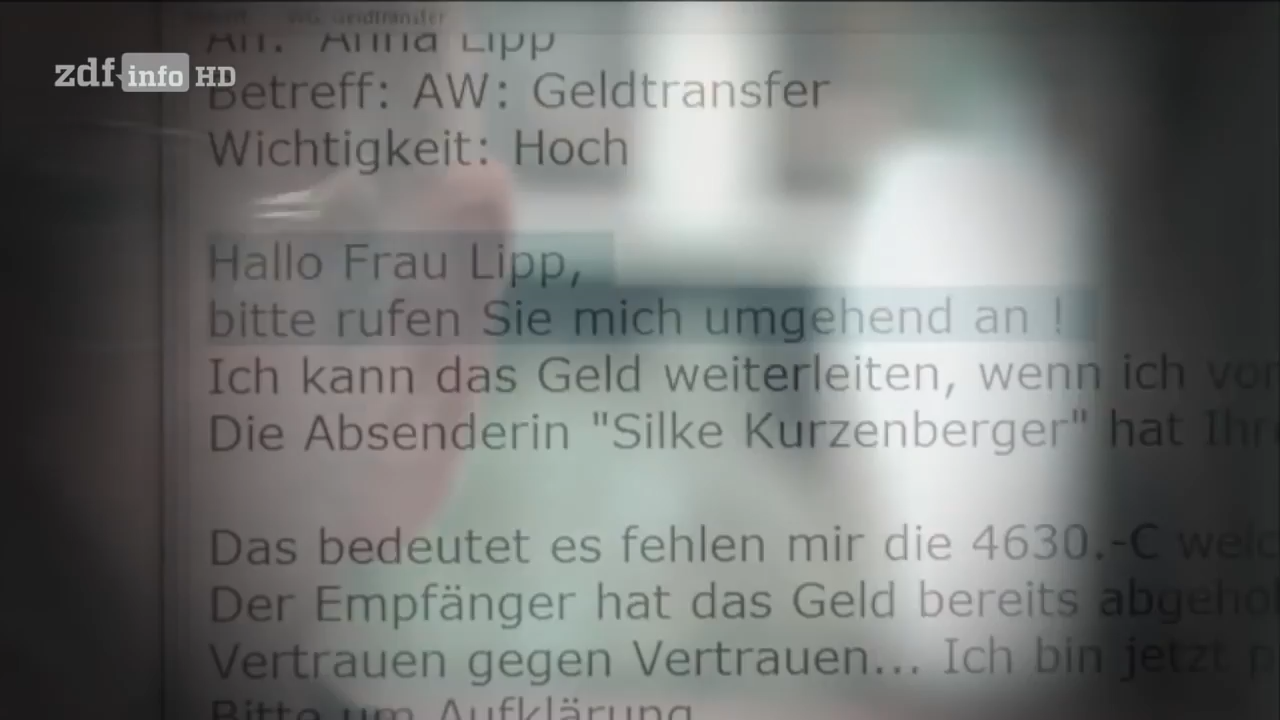 Geldtransfer
zdf info HD
An: Anna Lipp
Betreff: AW: Geldtransfer
Wichtigkeit: Hoch
Hallo Frau Lipp,
bitte rufen Sie mich umgehend an !
Ich kann das Geld weiterleiten, wenn ich
Die Absenderin "Silke Kurzenberger" hat
Das bedeutet es fehlen mir die 4630.-C
Der Empfänger hat das Geld bereits
Vertrauen gegen Vertrauen... Ich bin jetzt
Bitte um Aufklärung